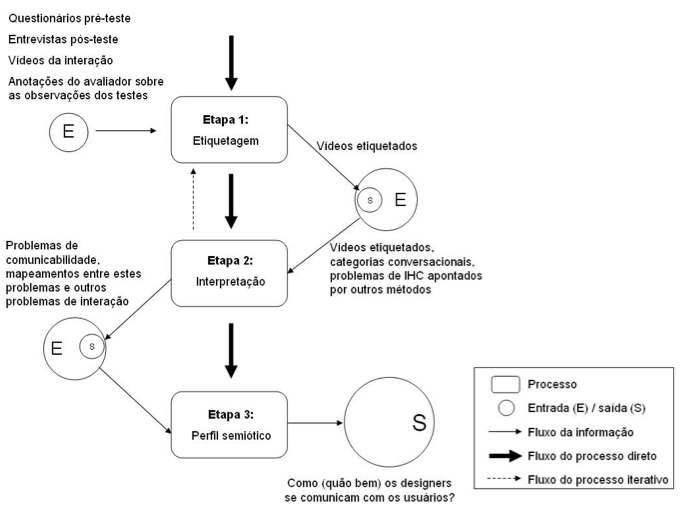 Questionários pré-teste
Entrevistas pós-teste
Vídeos da interação
Anotações do avaliador sobre
as observações dos testes
E
Etapa 1:
Etiquetagem
Vídeos etiquetados
S
E
Vídeos etiquetados,
categorias conversacionais,
problemas de IHC apontados
por outros métodos
Etapa 2:
Interpretação
Problemas de
comunicabilidade,
mapeamentos entre estes
problemas e outros
problemas de interação
E
S
Etapa 3:
Perfil semiótico
S
Como (quão bem) os designers
se comunicam com os usuários?
Processo
Entrada (E) / saída (S)
Fluxo da informação
Fluxo do processo direto
Fluxo do processo iterativo